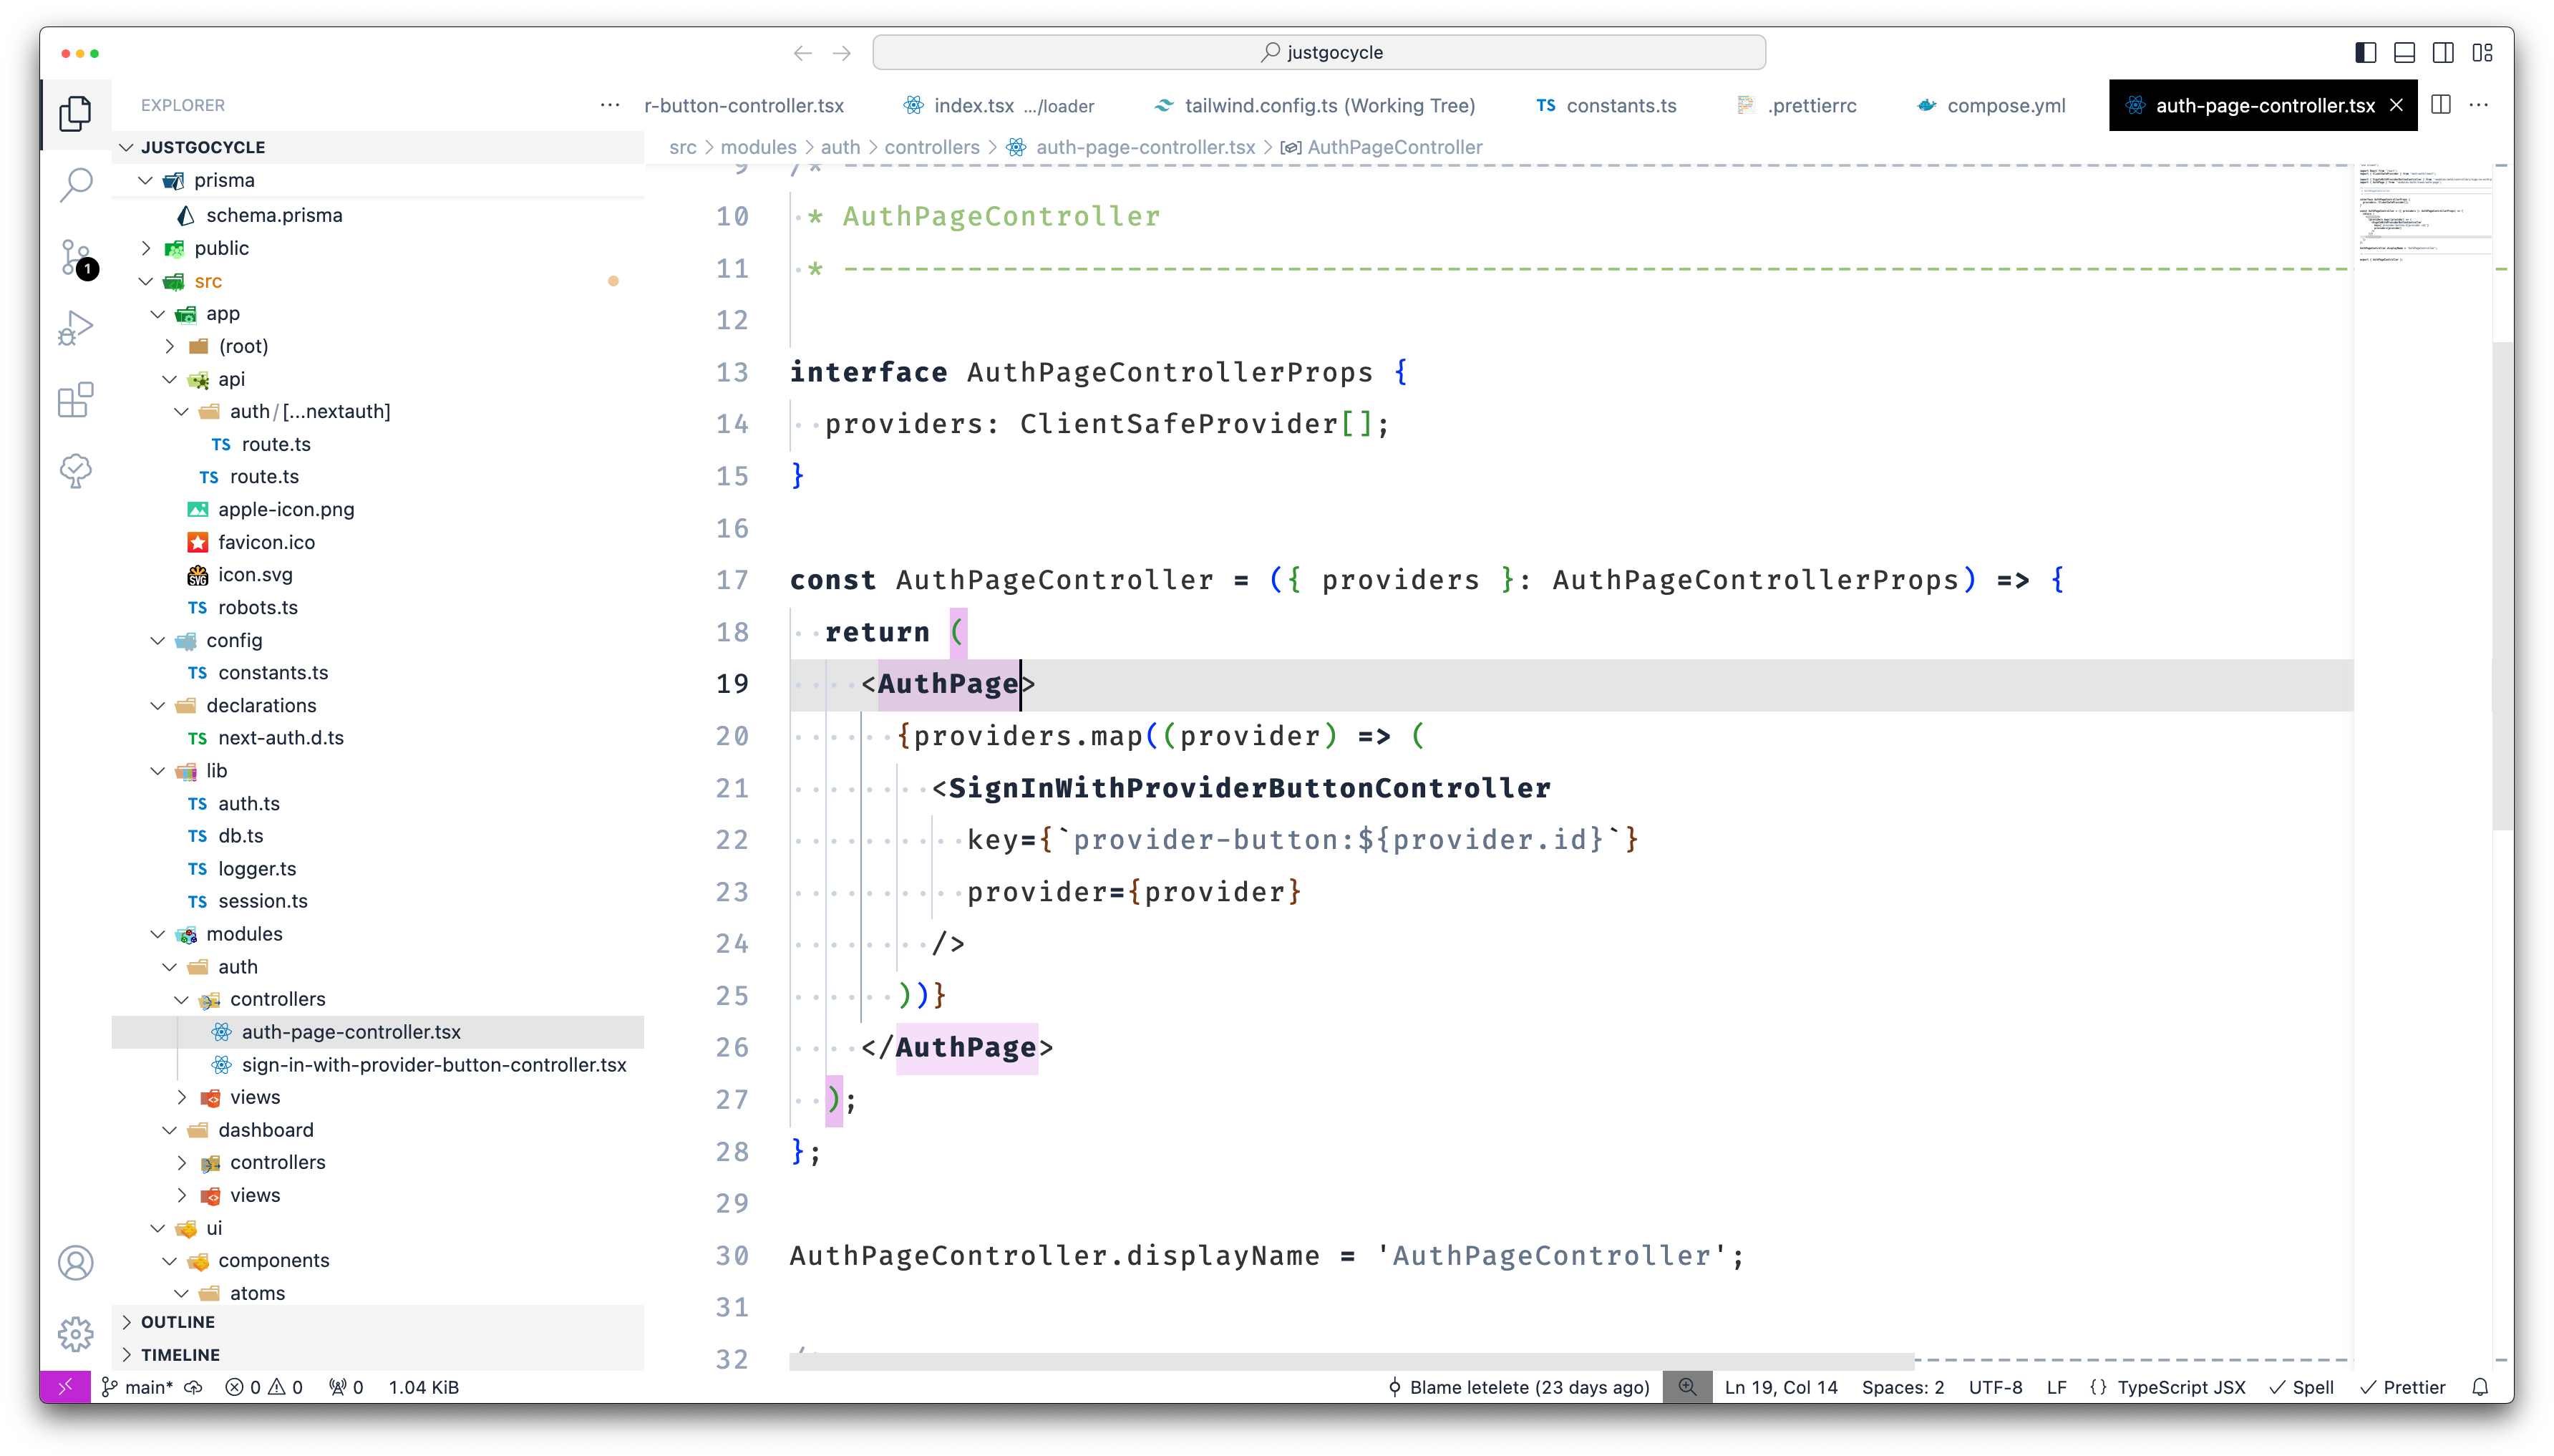 justgocycle
EXPLORER
r-button-controller.tsx
index.tsx .../loader
tailwind.config.ts (Working Tree)
TS constants.ts
.prettierrc
compose.yml
auth-page-controller.tsx
src > modules > auth > controllers > auth-page-controller.tsx > AuthPageController
JUSTGOCYCLE
prisma
schema.prisma
public
1
src
app
(root)
api
auth / [...nextauth]
TS route.ts
TS route.ts
apple-icon.png
favicon.ico
SVG icon.svg
TS robots.ts
config
TS constants.ts
declarations
TS next-auth.d.ts
lib
TS auth.ts
TS db.ts
TS logger.ts
TS session.ts
modules
auth
controllers
auth-page-controller.tsx
sign-in-with-provider-button-controller.tsx
views
dashboard
controllers
views
ui
components
atoms
OUTLINE
TIMELINE
9 /* ----------------------------------------
10 * AuthPageController
11 * ----------------------------------------
12
13 interface AuthPageControllerProps {
14 providers: ClientSafeProvider[];
15 }
16
17 const AuthPageController = ({ providers }: AuthPageControllerProps) => {
18 return (
19 <AuthPage>
20 {providers.map((provider) => (
21 <SignInWithProviderButtonController
22 key={`provider-button:${provider.id}`}
23 provider={provider}
24 />
25 ))}
26 </AuthPage>
27 );
28 };
29
30 AuthPageController.displayName = 'AuthPageController';
31
32
main* 0 0 0 1.04 KiB Blame letelete (23 days ago) Ln 19, Col 14 Spaces: 2 UTF-8 LF {} TypeScript JSX Spell Prettier